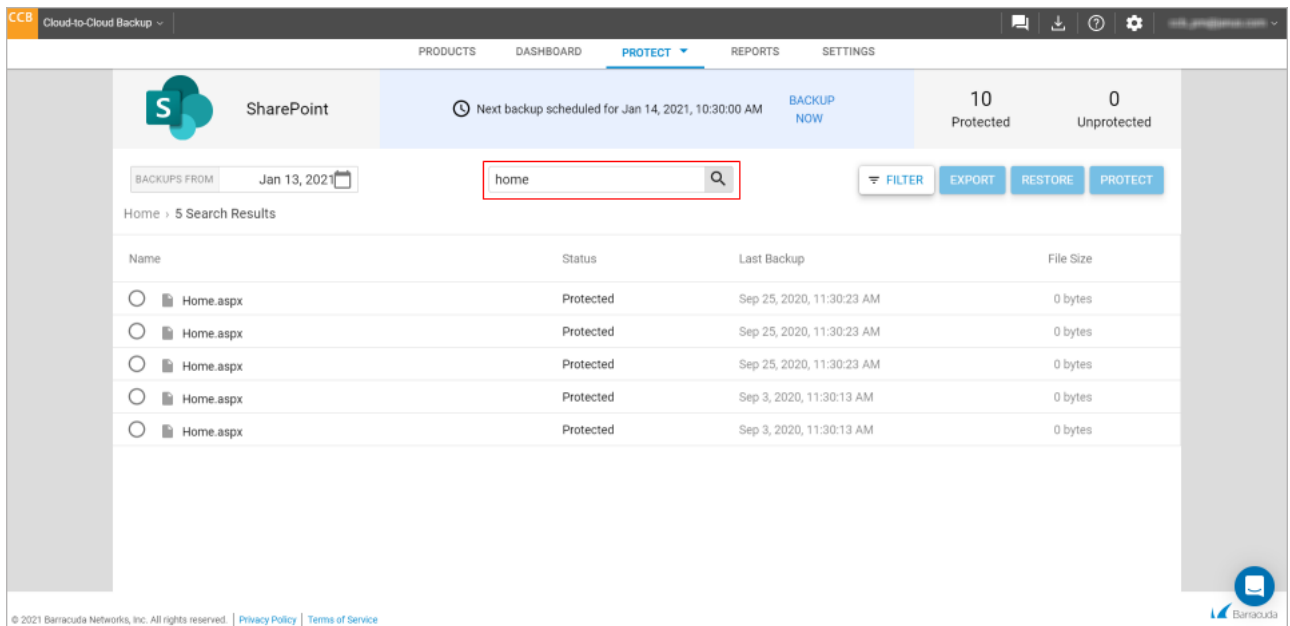 CCB Cloud-to-Cloud Backup
PRODUCTS DASHBOARD PROTECT REPORTS SETTINGS
S SharePoint
Next backup scheduled for Jan 14, 2021, 10:30:00 AM
BACKUP
NOW
10
Protected
0
Unprotected
BACKUPS FROM Jan 13, 2021
home
FILTER EXPORT RESTORE PROTECT
Home › 5 Search Results
Name Status Last Backup File Size
Home.aspx Protected Sep 25, 2020, 11:30:23 AM 0 bytes
Home.aspx Protected Sep 25, 2020, 11:30:23 AM 0 bytes
Home.aspx Protected Sep 25, 2020, 11:30:23 AM 0 bytes
Home.aspx Protected Sep 3, 2020, 11:30:13 AM 0 bytes
Home.aspx Protected Sep 3, 2020, 11:30:13 AM 0 bytes
© 2021 Barracuda Networks, Inc. All rights reserved. | Privacy Policy | Terms of Service
Barracuda